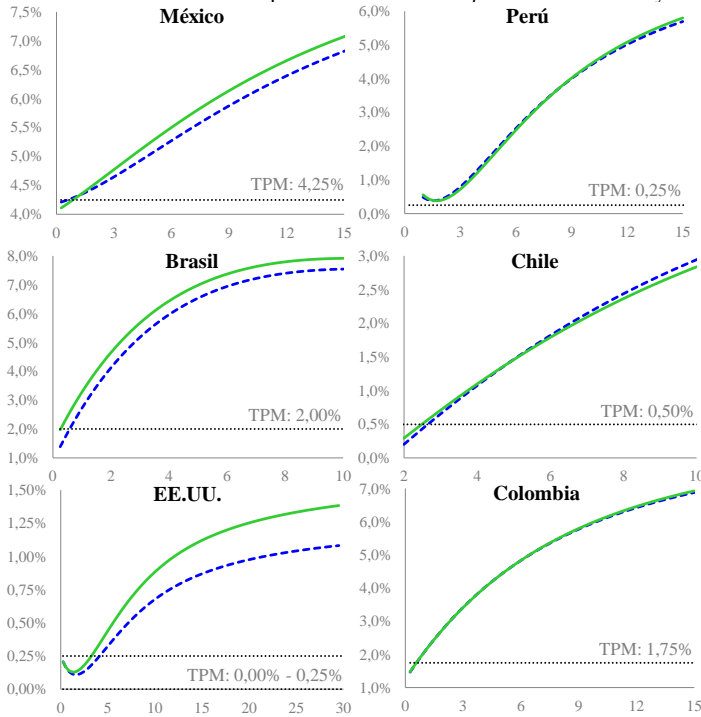 México
7,5%
7,0%
6,5%
6,0%
5,5%
5,0%
4,5%
4,0%
TPM: 4,25%
0 3 6 9 12 15
Perú
6,0%
5,0%
4,0%
3,0%
2,0%
1,0%
0,0%
TPM: 0,25%
0 3 6 9 12 15
Brasil
8,0%
7,0%
6,0%
5,0%
4,0%
3,0%
2,0%
1,0%
TPM: 2,00%
0 2 4 6 8 10
Chile
3,0%
2,5%
2,0%
1,5%
1,0%
0,5%
0,0%
TPM: 0,50%
2 4 6 8 10
EE.UU.
1,50%
1,25%
1,00%
0,75%
0,50%
0,25%
0,00%
TPM: 0,00% - 0,25%
0 5 10 15 20 25 30
Colombia
7,0%
6,0%
5,0%
4,0%
3,0%
2,0%
1,0%
TPM: 1,75%
0 3 6 9 12 15